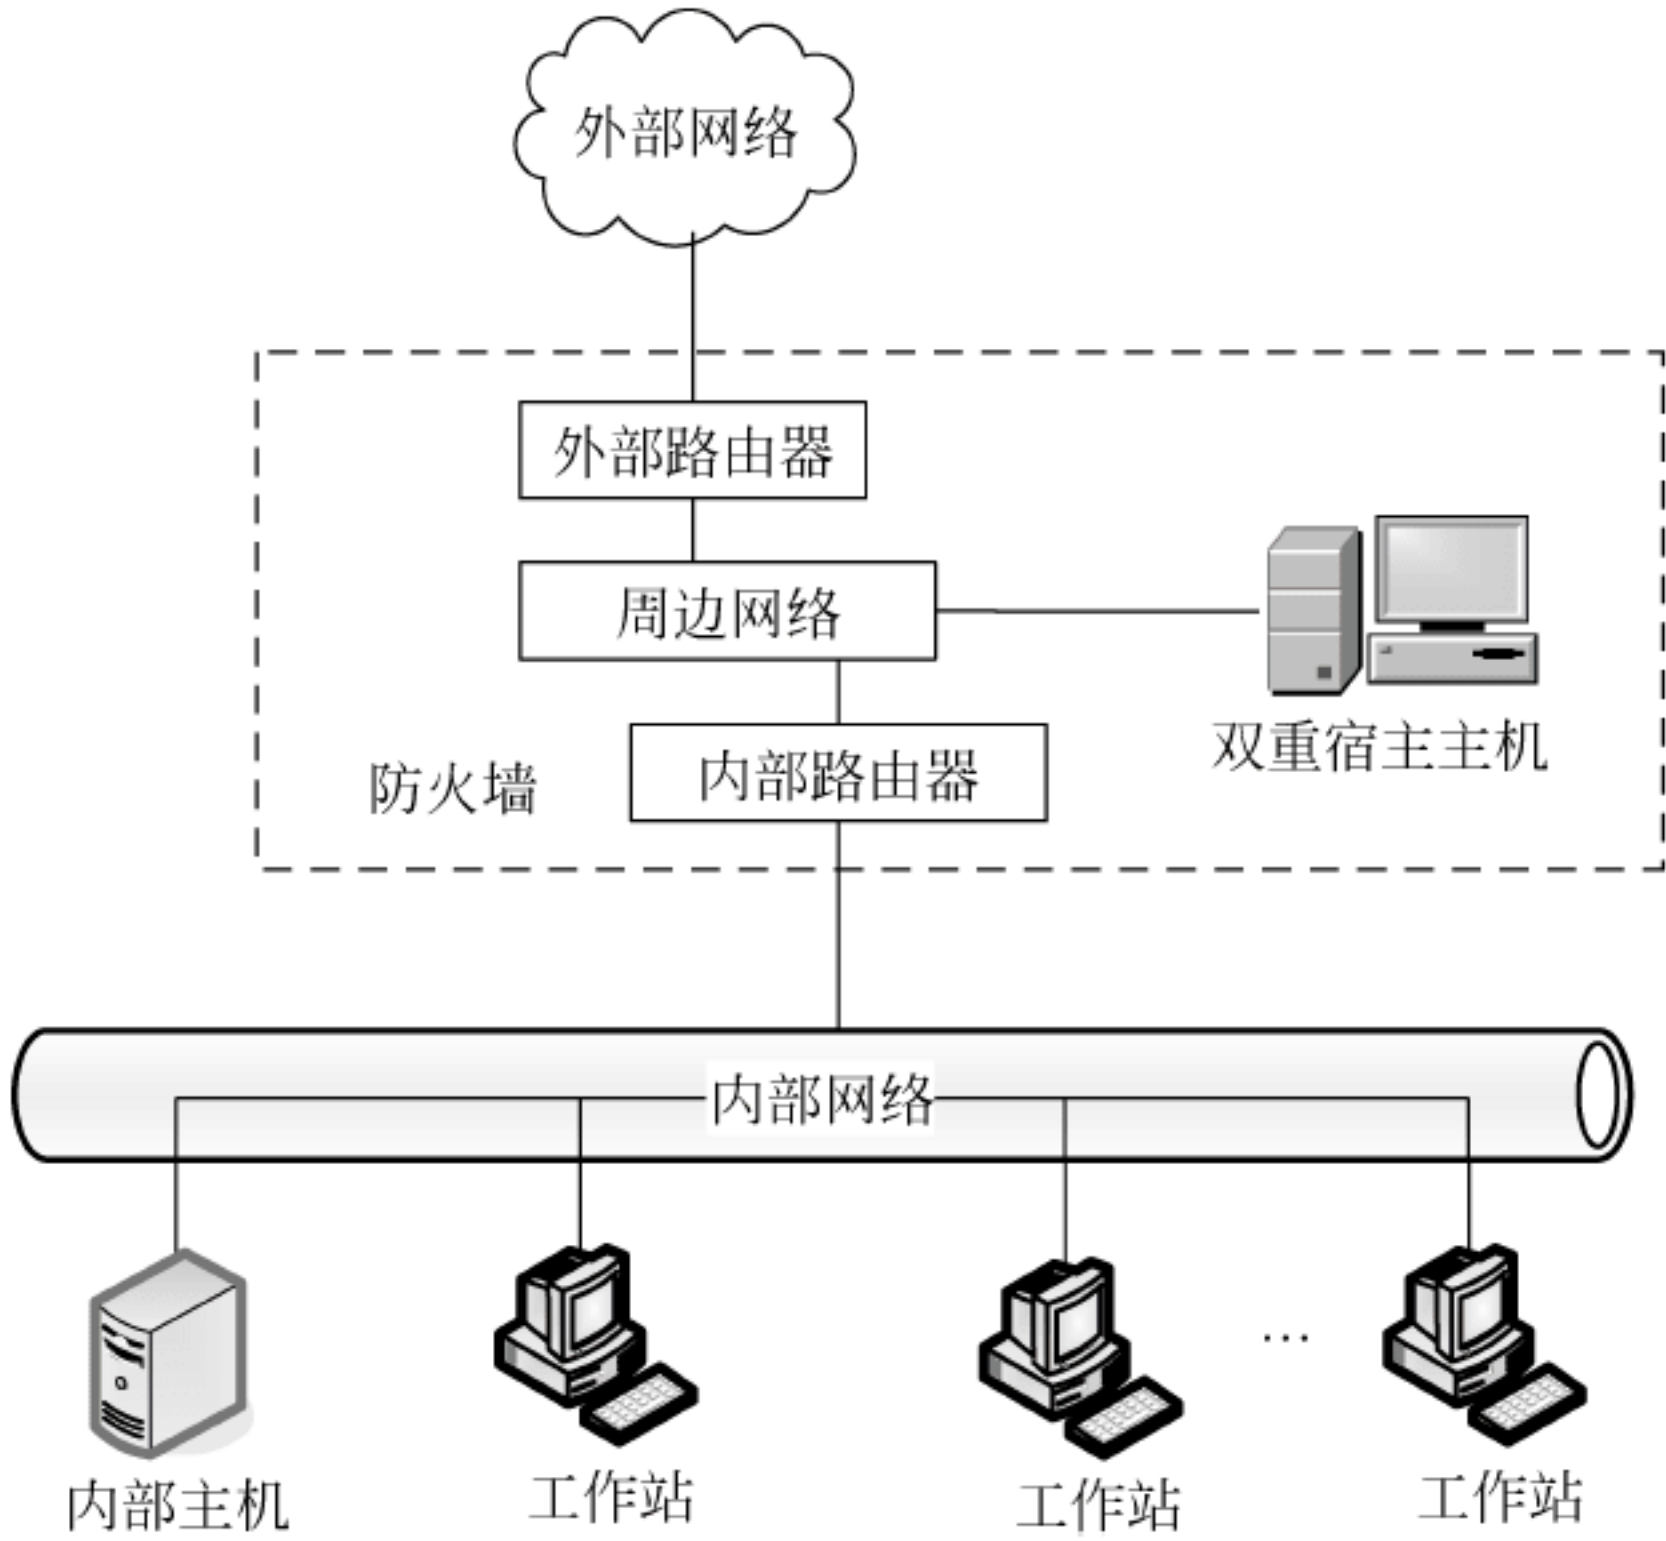 外部网络
外部路由器
周边网络
双重宿主主机
内部路由器
防火墙
内部网络
…
内部主机
工作站
工作站
工作站